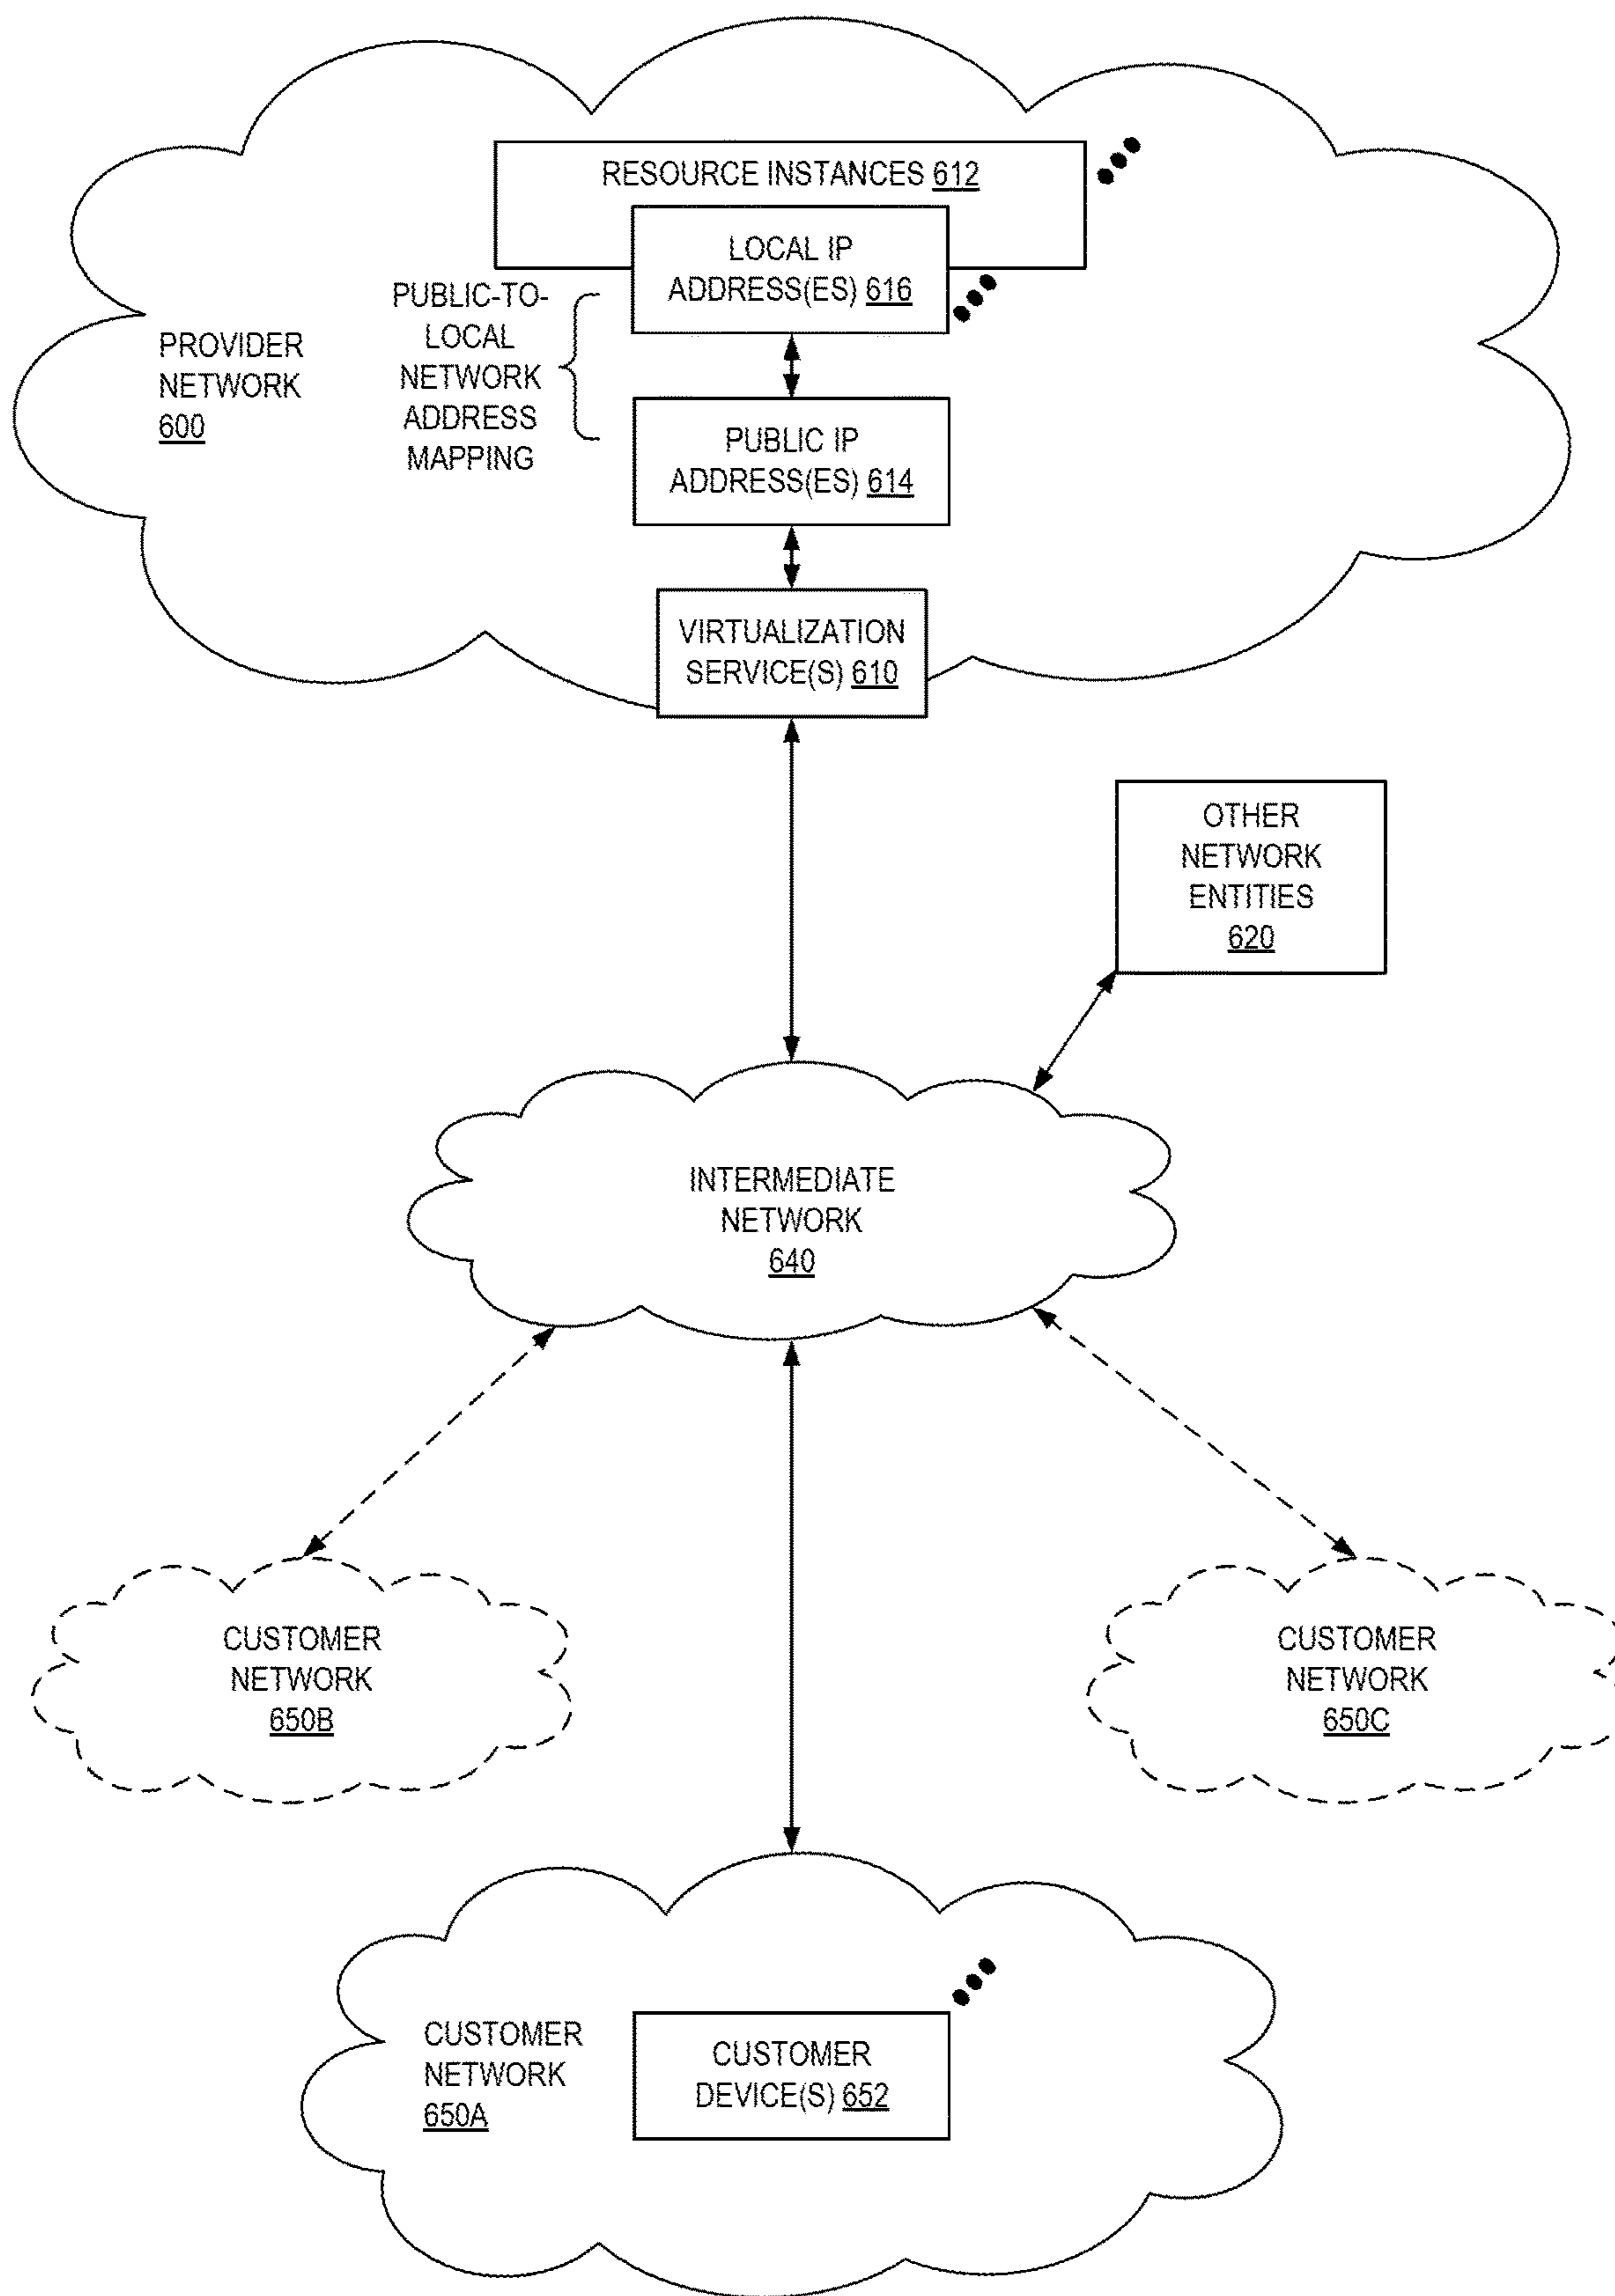 RESOURCE INSTANCES 612
LOCAL IP
ADDRESS(ES) 616
PUBLIC-TO-
LOCAL
NETWORK
ADDRESS
MAPPING
PROVIDER
NETWORK
600
PUBLIC IP
ADDRESS(ES) 614
VIRTUALIZATION
SERVICE(S) 610
OTHER
NETWORK
ENTITIES
620
INTERMEDIATE
NETWORK
640
CUSTOMER
NETWORK
650B
CUSTOMER
NETWORK
650C
CUSTOMER
NETWORK
650A
CUSTOMER
DEVICE(S) 652